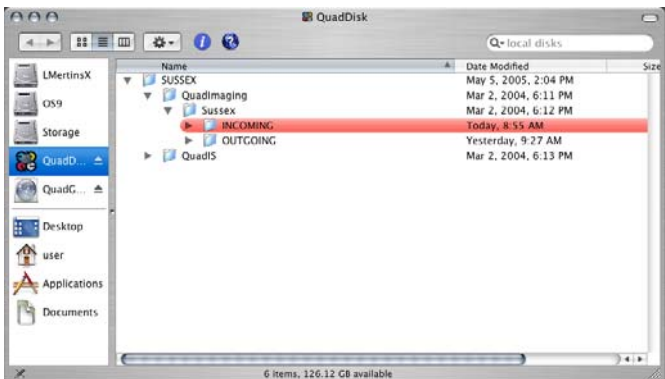 QuadDisk
local disks
Name Date Modified Size
LMertinsX
OS9
Storage
QuadD...
QuadG...
Desktop
user
Applications
Documents
SUSSEX May 5, 2005, 2:04 PM
QuadImaging Mar 2, 2004, 6:11 PM
Sussex Mar 2, 2004, 6:12 PM
INCOMING Today, 8:55 AM
OUTGOING Yesterday, 9:27 AM
QuadIS Mar 2, 2004, 6:13 PM
6 items, 126.12 GB available